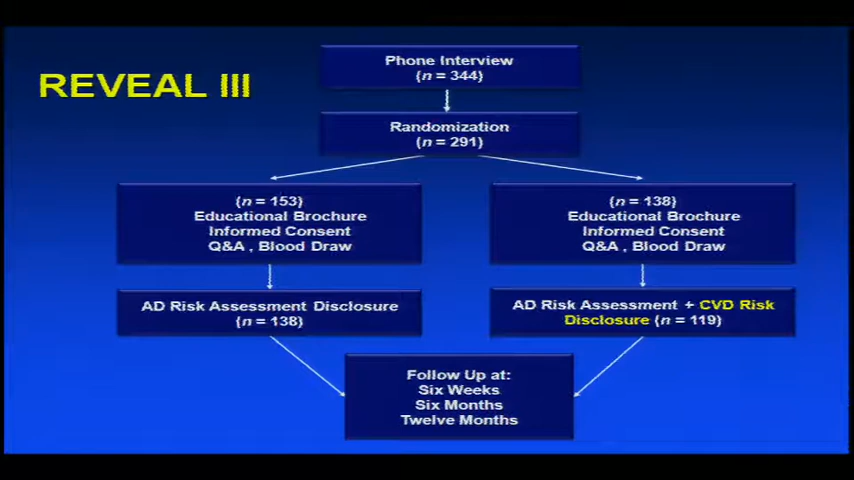 REVEAL III
Phone Interview
(n = 344)
Randomization
(n = 291)
(n = 153)
Educational Brochure
Informed Consent
Q&A , Blood Draw
(n = 138)
Educational Brochure
Informed Consent
Q&A , Blood Draw
AD Risk Assessment Disclosure
(n = 138)
AD Risk Assessment + CVD Risk
Disclosure (n = 119)
Follow Up at:
Six Weeks
Six Months
Twelve Months